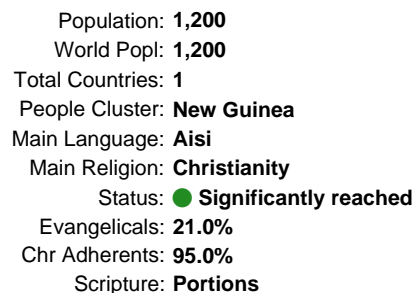 Population: 1,200
World Popl: 1,200
Total Countries: 1
People Cluster: New Guinea
Main Language: Aisi
Main Religion: Christianity
Status: Significantly reached
Evangelicals: 21.0%
Chr Adherents: 95.0%
Scripture: Portions